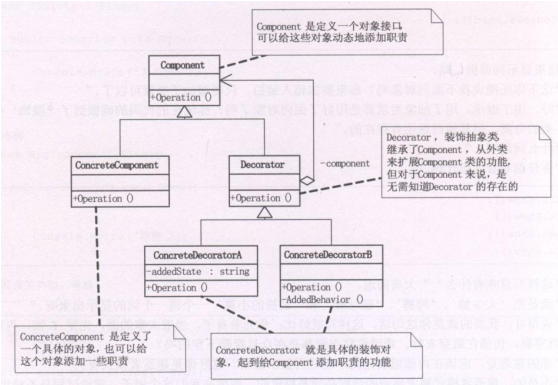 Component 是定义一个对象接口,
可以给这些对象动态地添加职责
Component
+Operation ()
Decorator , 装饰抽象类,
继承了Component , 从外类
来扩展Component 类的功能,
但对于Component 来说, 是
无需知道Decorator 的存在的
ConcreteComponent
+Operation ()
Decorator
+Operation ()
-component
ConcreteDecoratorA
-addedState : string
+Operation ()
ConcreteDecoratorB
+Operation ()
-AddedBehavior ()
ConcreteComponent 是定义了
一个具体的对象, 也可以给
这个对象添加一些职责
ConcreteDecorator 就是具体的装饰对
象, 起到给Component 添加职责的功能